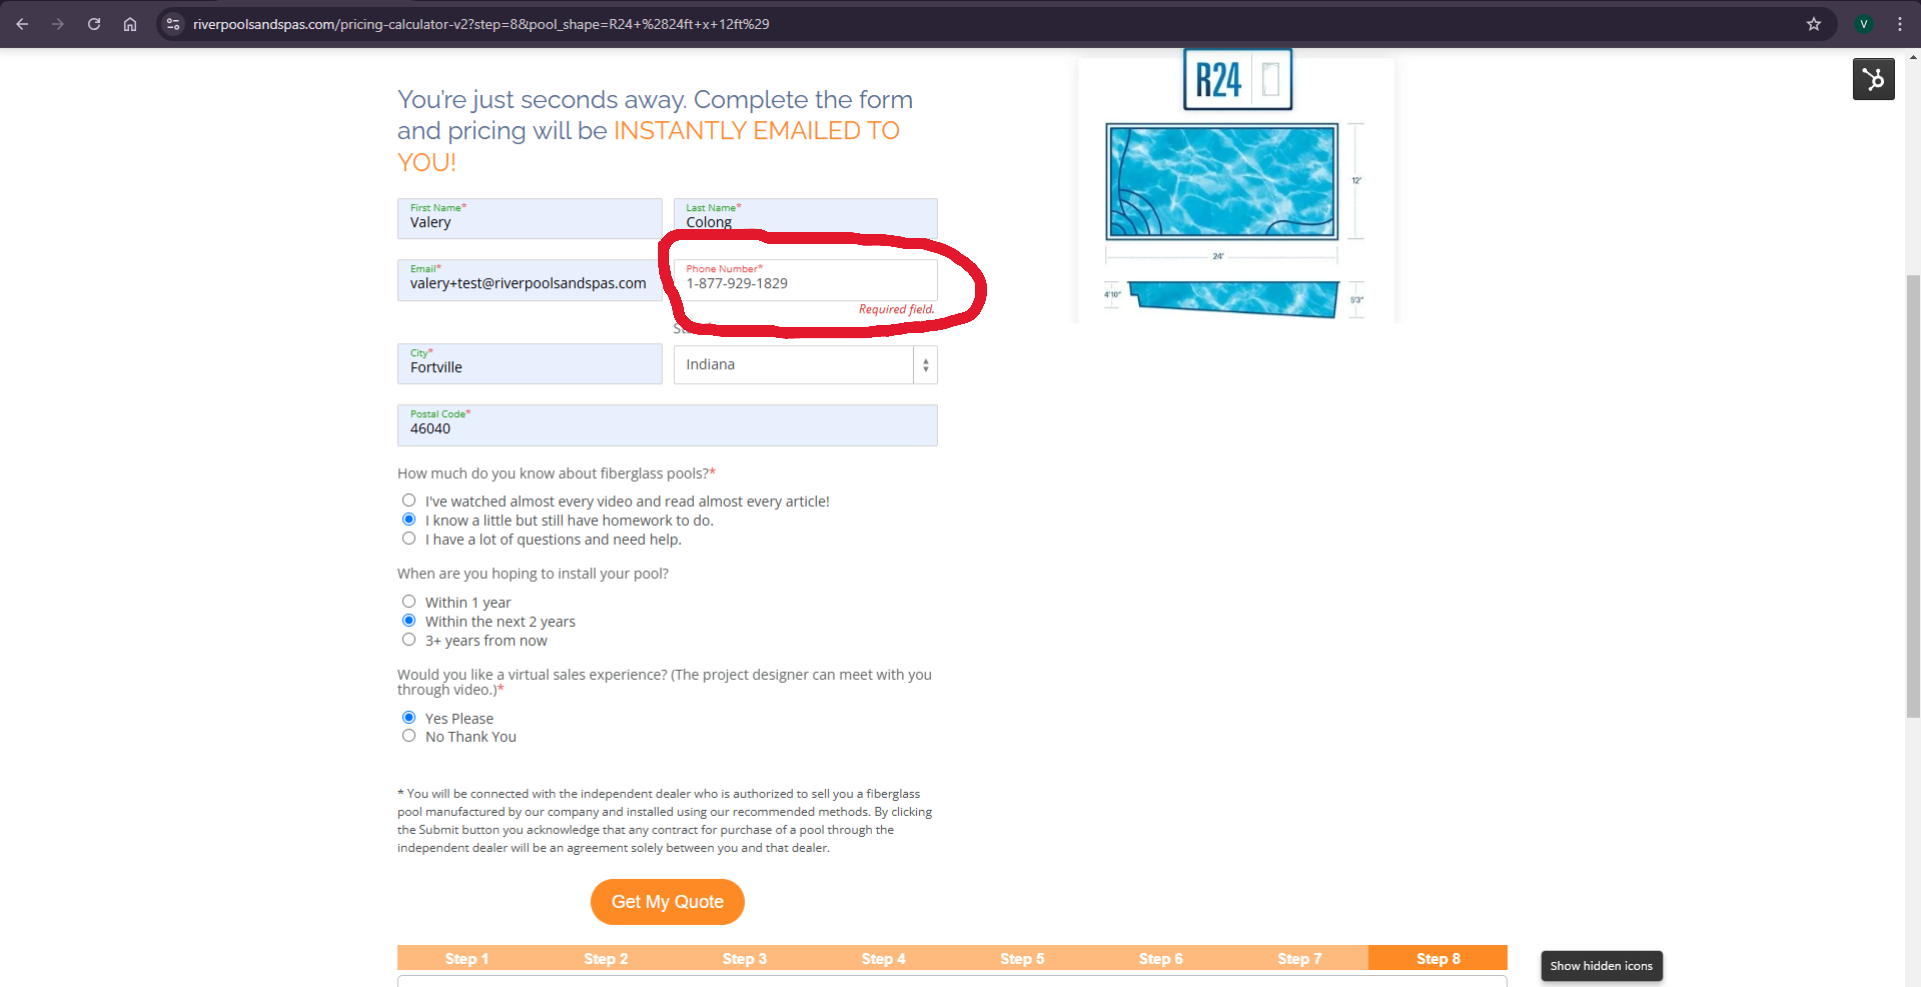 riverpoolsandspas.com/pricing-calculator-v2?step=8&pool_shape=R24+%2824ft+x+12ft%29
V
You're just seconds away. Complete the form
and pricing will be INSTANTLY EMAILED TO
YOU!
R24
12'
24'
4'10"
5'3"
First Name*
Valery
Last Name*
Colong
Email*
valery+test@riverpoolsandspas.com
Phone Number*
1-877-929-1829
Required field.
City*
Fortville
Indiana
Postal Code*
46040
How much do you know about fiberglass pools?*
I've watched almost every video and read almost every article!
I know a little but still have homework to do.
I have a lot of questions and need help.
When are you hoping to install your pool?
Within 1 year
Within the next 2 years
3+ years from now
Would you like a virtual sales experience? (The project designer can meet with you
through video.)*
Yes Please
No Thank You
* You will be connected with the independent dealer who is authorized to sell you a fiberglass
pool manufactured by our company and installed using our recommended methods. By clicking
the Submit button you acknowledge that any contract for purchase of a pool through the
independent dealer will be an agreement solely between you and that dealer.
Get My Quote
Step 1
Step 2
Step 3
Step 4
Step 5
Step 6
Step 7
Step 8
Show hidden icons